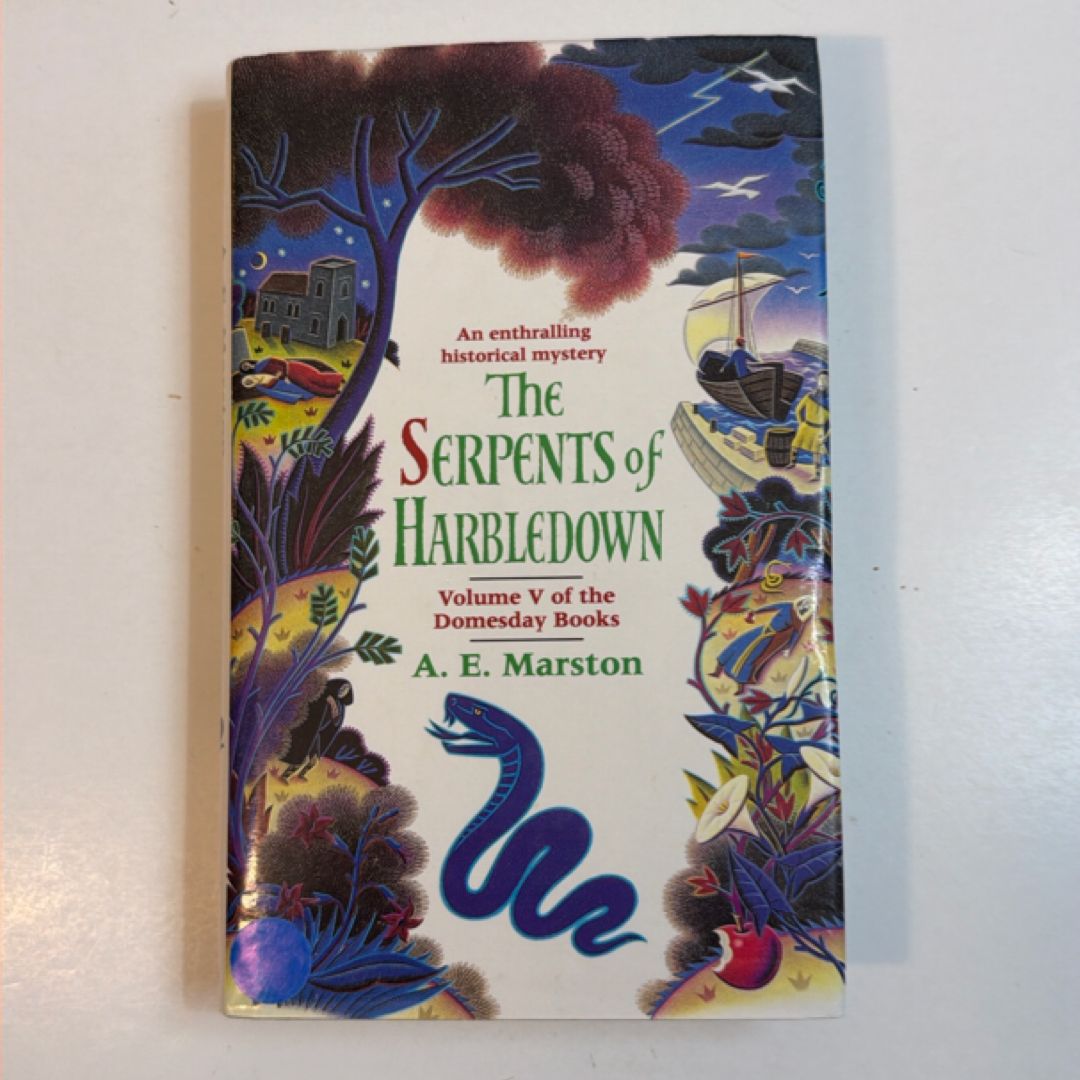 An enthralling
historical mystery
The
SERPENTS of
HARBLEDOWN
Volume V of the
Domesday Books
A. E. Marston